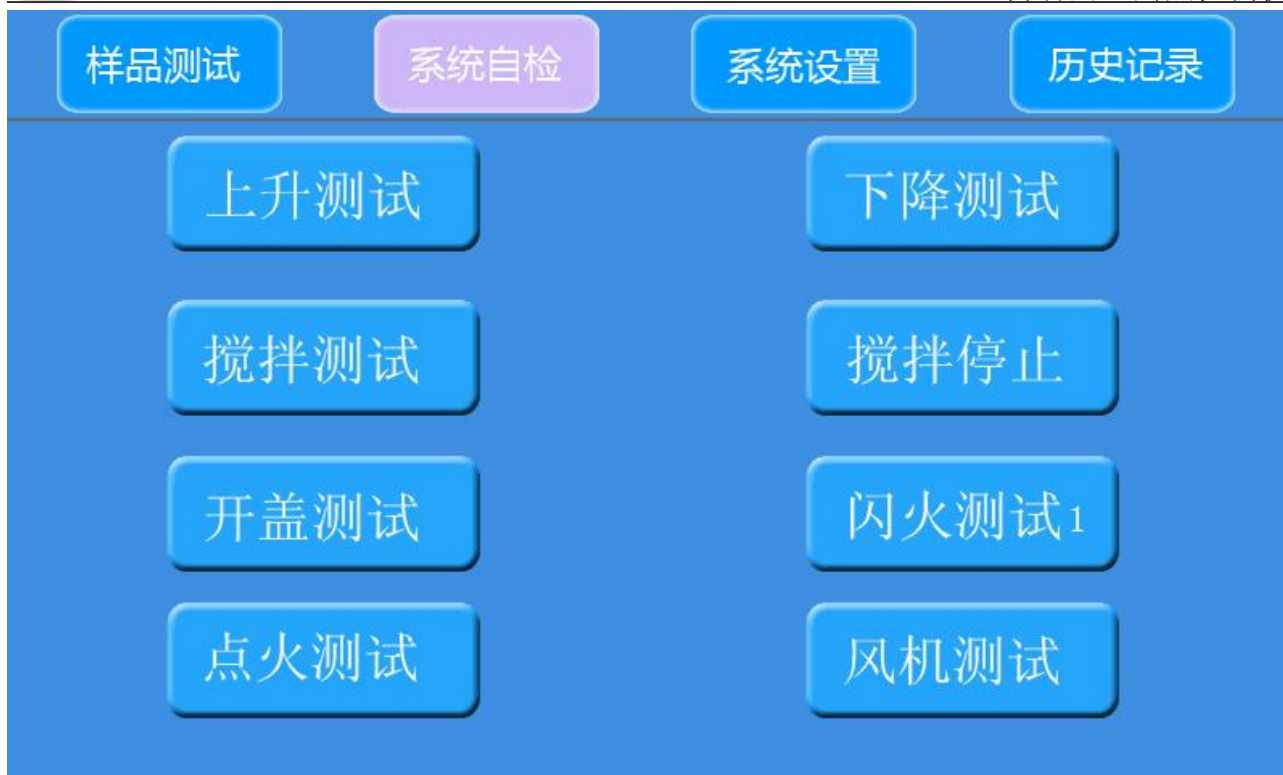 样品测试 系统自检 系统设置 历史记录
上升测试 下降测试
搅拌测试 搅拌停止
开盖测试 闪火测试1
点火测试 风机测试